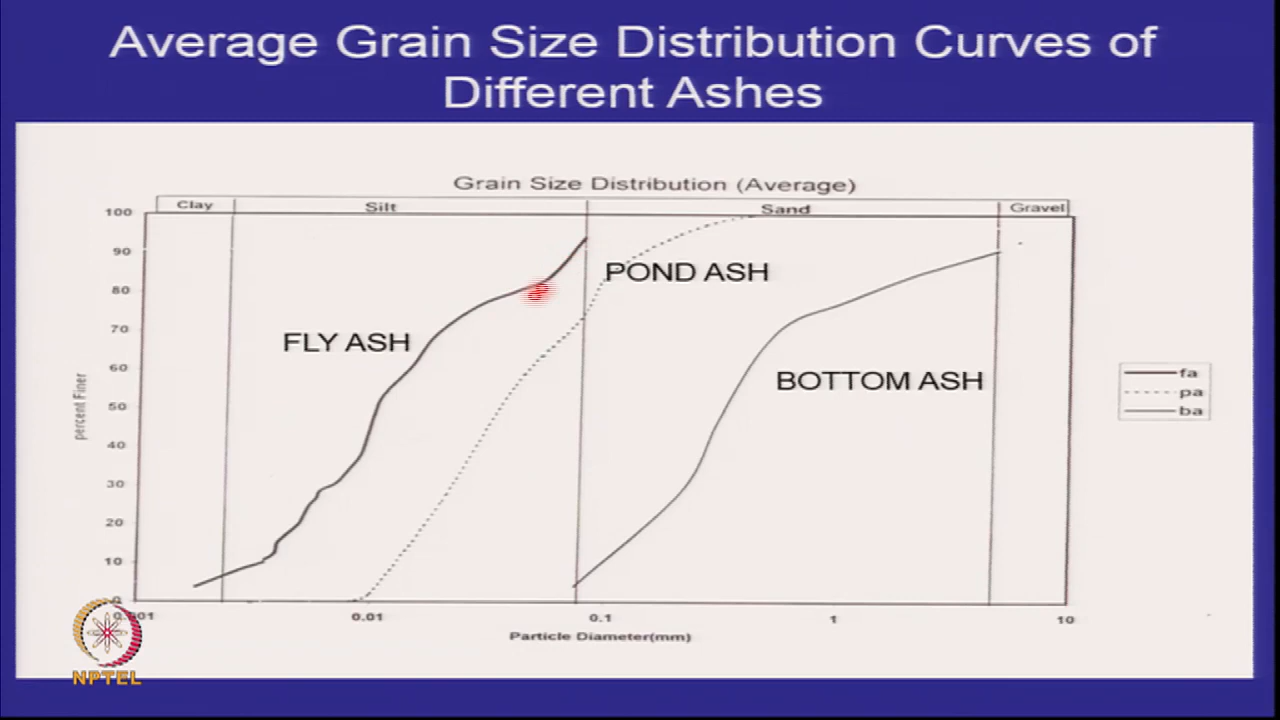 Average Grain Size Distribution Curves of
Different Ashes
Grain Size Distribution (Average)
Clay Silt Sand Gravel
100
90
80
70
60
50
40
30
20
10
0
percent Finer
FLY ASH
POND ASH
BOTTOM ASH
fa
pa
ba
0.001 0.01 0.1 1 10
Particle Diameter(mm)
NPTEL